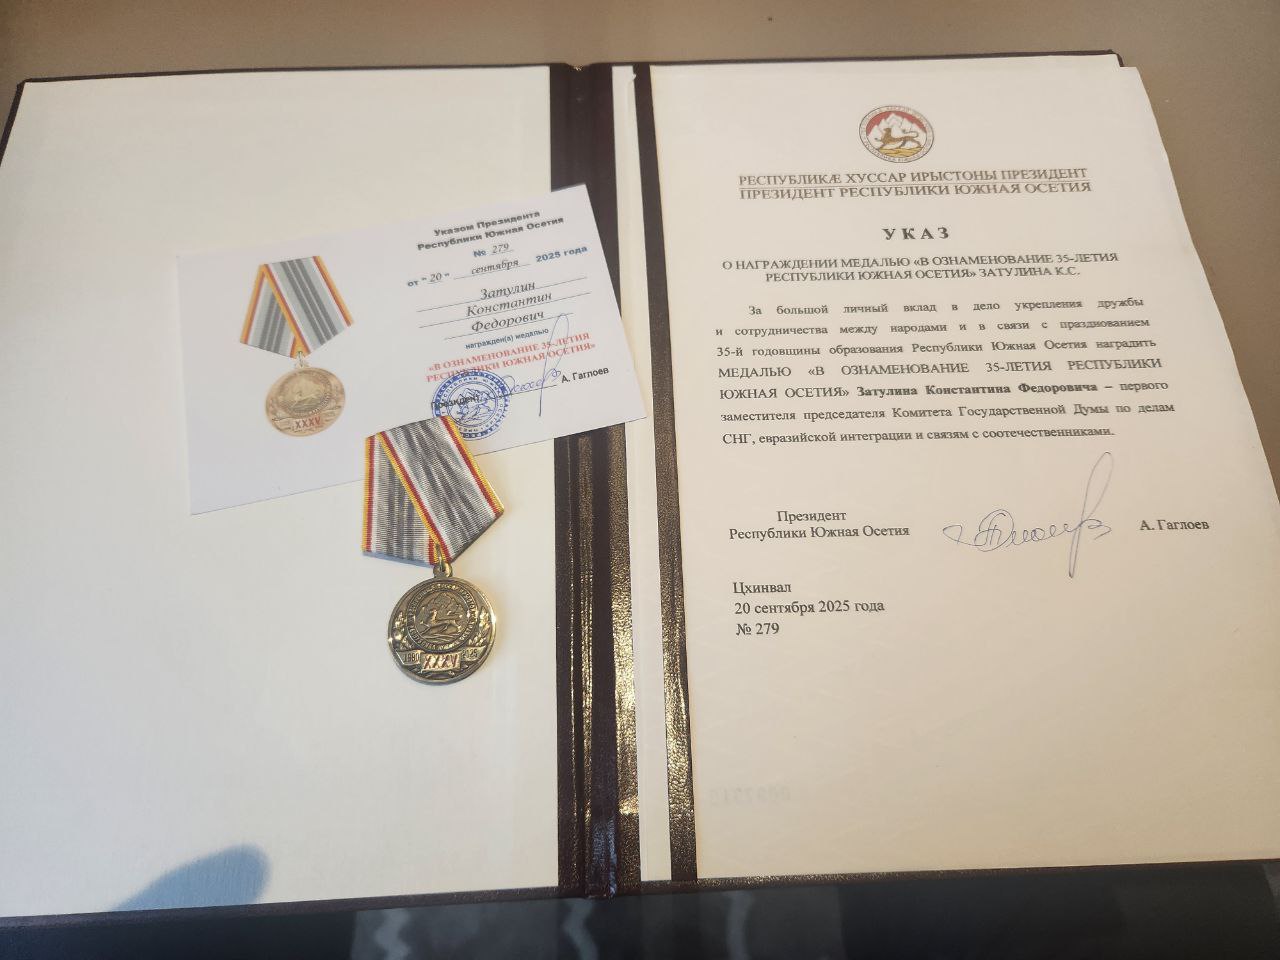 Указом Президента
Республики Южная Осетия
№ 279
от "20" сентября 2025 года
Затулин
Константин
Федорович
награжден(а) медалью
«В ОЗНАМЕНОВАНИЕ 35-ЛЕТИЯ
РЕСПУБЛИКИ ЮЖНАЯ ОСЕТИЯ»
Президент А. Гаглоев
XXXV
1990 XXXV 2025
РЕСПУБЛИКÆ ХУССАР ИРЫСТОНЫ ПРЕЗИДЕНТ
ПРЕЗИДЕНТ РЕСПУБЛИКИ ЮЖНАЯ ОСЕТИЯ
УКАЗ
О НАГРАЖДЕНИИ МЕДАЛЬЮ «В ОЗНАМЕНОВАНИЕ 35-ЛЕТИЯ
РЕСПУБЛИКИ ЮЖНАЯ ОСЕТИЯ» ЗАТУЛИНА К.С.
За большой личный вклад в дело укрепления дружбы
и сотрудничества между народами и в связи с празднованием
35-й годовщины образования Республики Южная Осетия наградить
МЕДАЛЬЮ «В ОЗНАМЕНОВАНИЕ 35-ЛЕТИЯ РЕСПУБЛИКИ
ЮЖНАЯ ОСЕТИЯ» Затулина Константина Федоровича – первого
заместителя председателя Комитета Государственной Думы по делам
СНГ, евразийской интеграции и связям с соотечественниками.
Президент
Республики Южная Осетия А. Гаглоев
Цхинвал
20 сентября 2025 года
№ 279